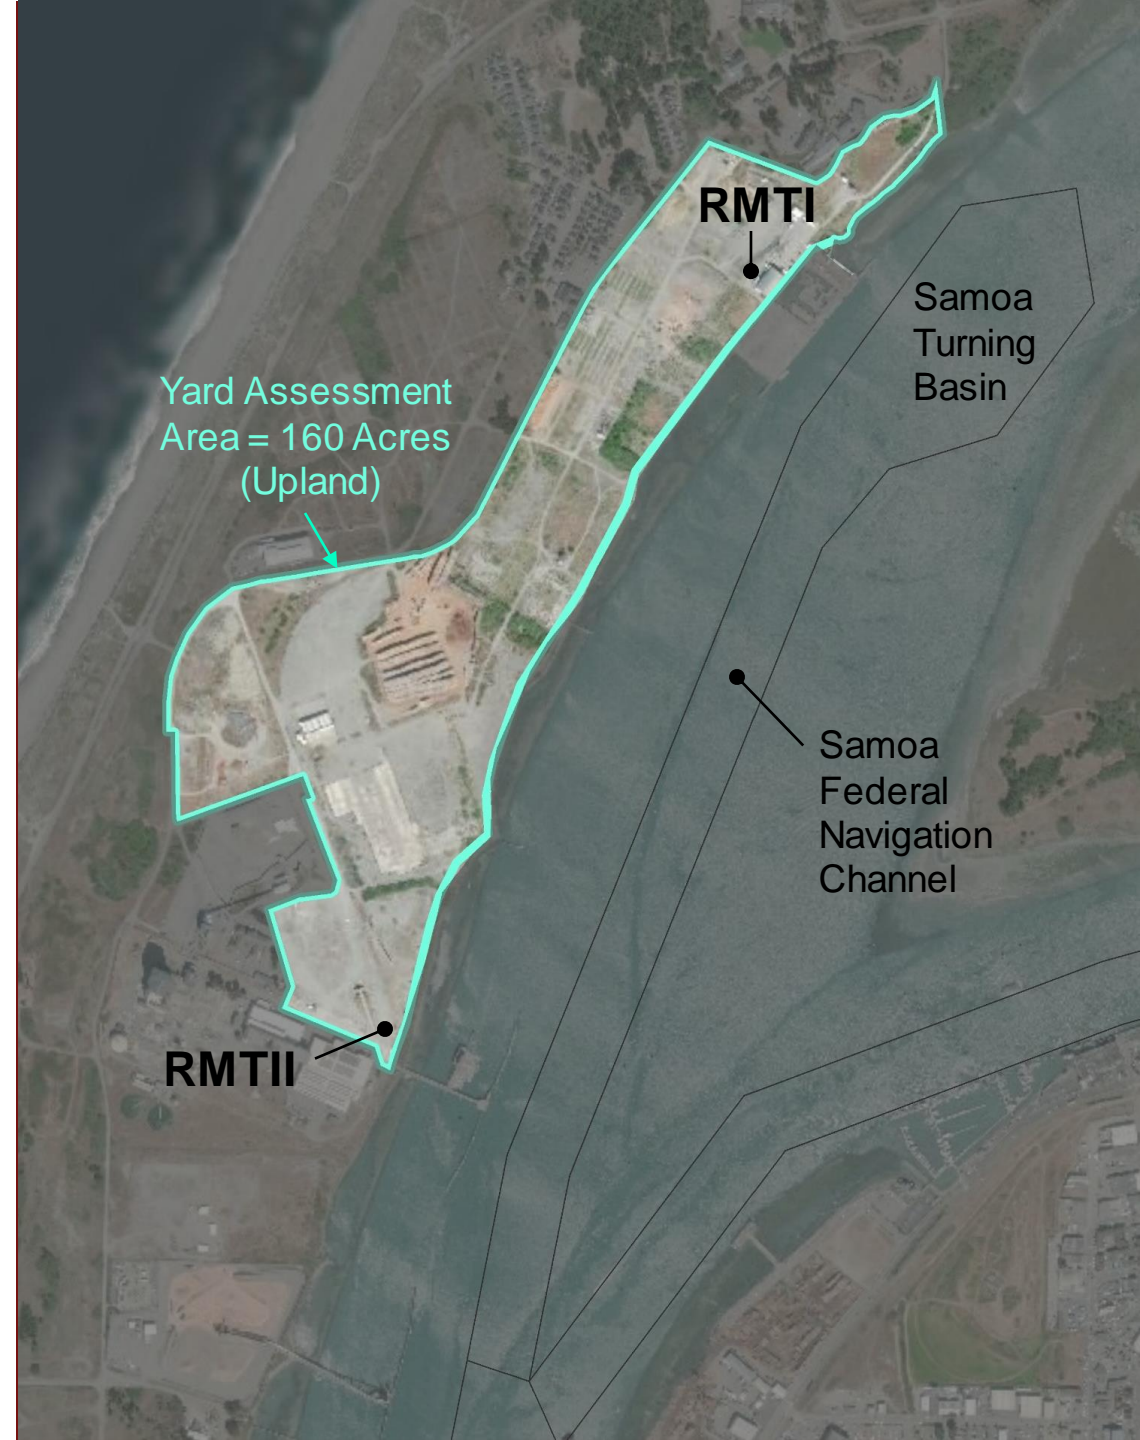 RMTI
Samoa
Turning
Basin
Yard Assessment
Area = 160 Acres
(Upland)
Samoa
Federal
Navigation
Channel
RMTII